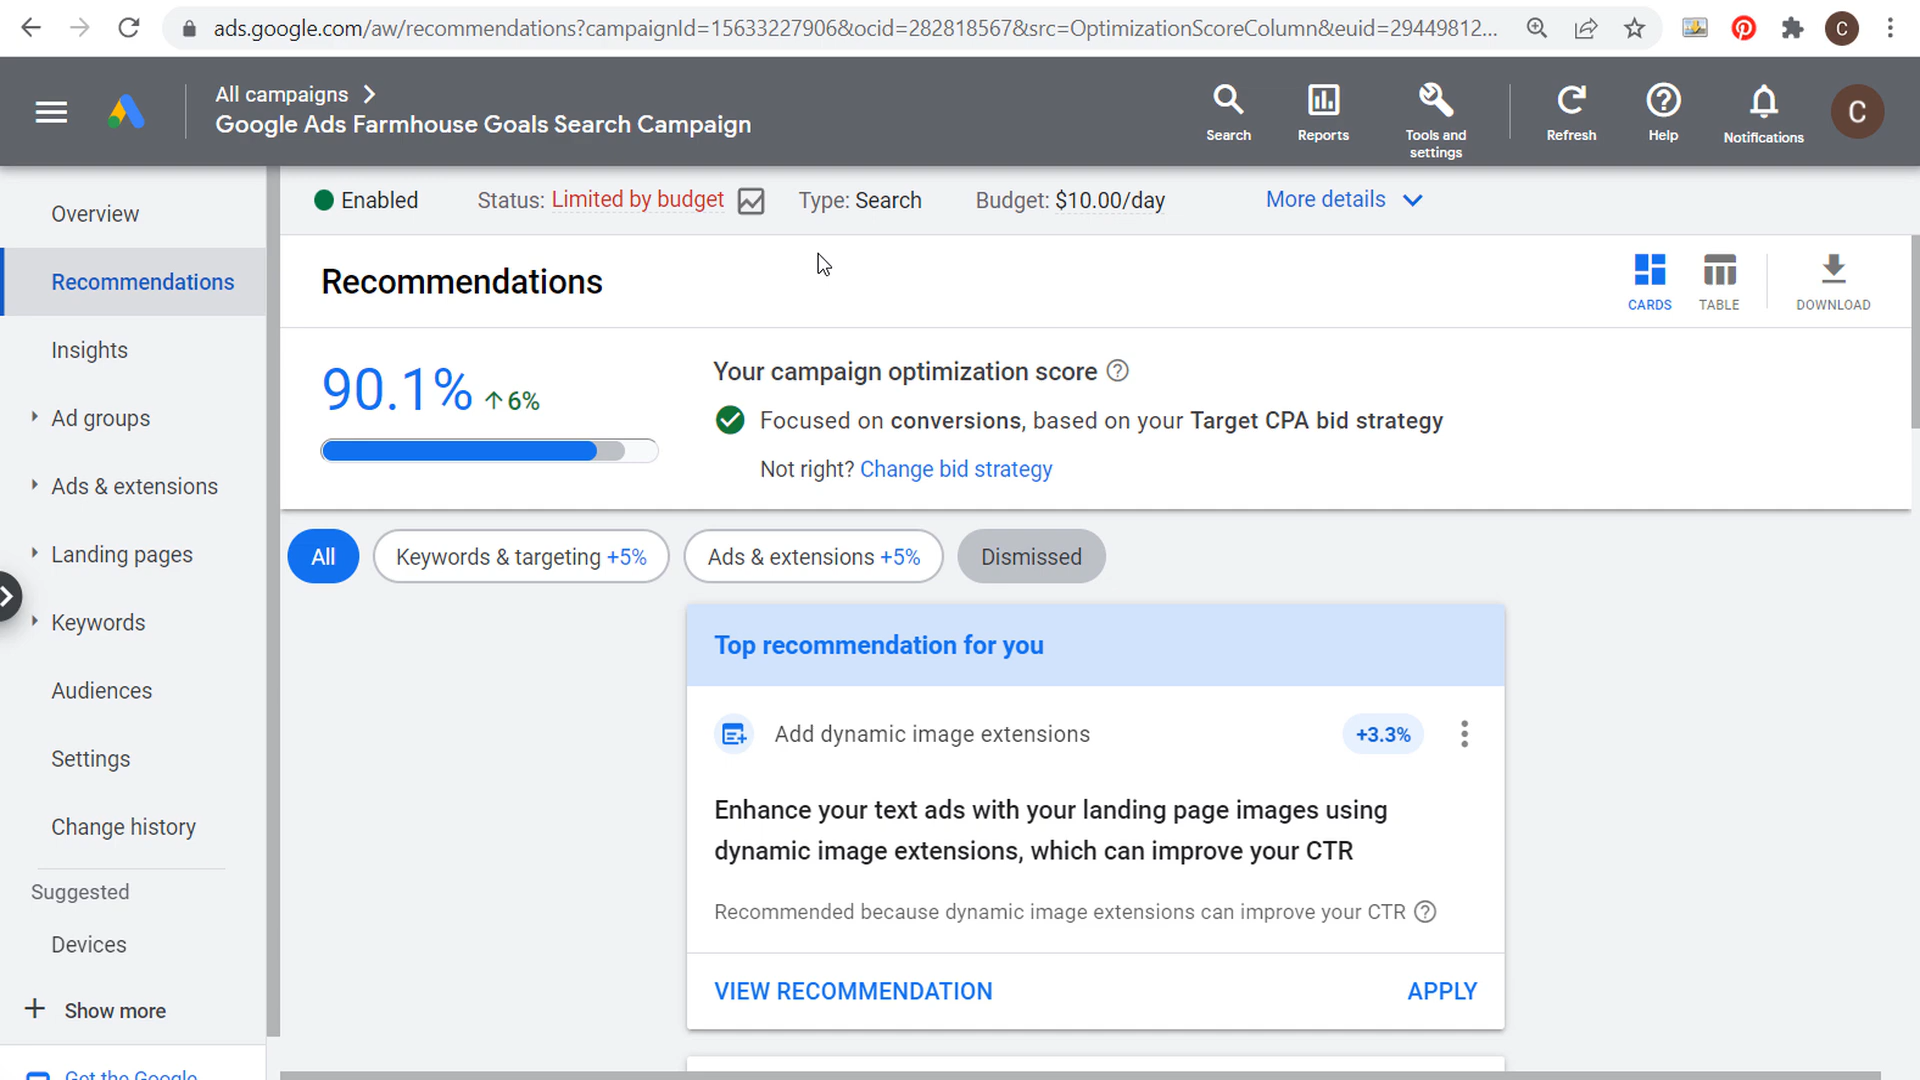 ads.google.com/aw/recommendations?campaignId=15633227906&ocid=282818567&src=OptimizationScoreColumn&euid=29449812...
C
All campaigns
Google Ads Farmhouse Goals Search Campaign
Search
Reports
Tools and
settings
Refresh
Help
Notifications
C
Overview
Recommendations
Insights
Ad groups
Ads & extensions
Landing pages
Keywords
Audiences
Settings
Change history
Suggested
Devices
+ Show more
Get the Google
Enabled
Status: Limited by budget
Type: Search
Budget: $10.00/day
More details
Recommendations
CARDS
TABLE
DOWNLOAD
90.1% ↑ 6%
Your campaign optimization score ?
Focused on conversions, based on your Target CPA bid strategy
Not right? Change bid strategy
All
Keywords & targeting +5%
Ads & extensions +5%
Dismissed
Top recommendation for you
Add dynamic image extensions
+3.3%
Enhance your text ads with your landing page images using
dynamic image extensions, which can improve your CTR
Recommended because dynamic image extensions can improve your CTR ?
VIEW RECOMMENDATION
APPLY